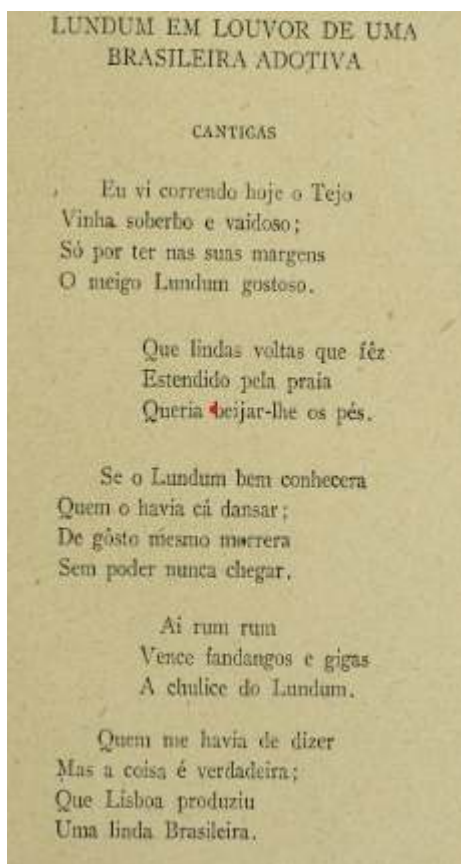 LUNDUM EM LOUVOR DE UMA
BRASILEIRA ADOTIVA
CANTIGAS
Eu vi correndo hoje o Tejo
Vinha soberbo e vaidoso;
Só por ter nas suas margens
O meigo Lundum gostoso.
Que lindas voltas que fêz
Estendido pela praia
Queria beijar-lhe os pés.
Se o Lundum bem conhecera
Quem o havia cá dansar;
De gôsto mesmo morrera
Sem poder nunca chegar.
Ai rum rum
Vence fandangos e gigas
A chulice do Lundum.
Quem me havia de dizer
Mas a coisa é verdadeira;
Que Lisboa produziu
Uma linda Brasileira.